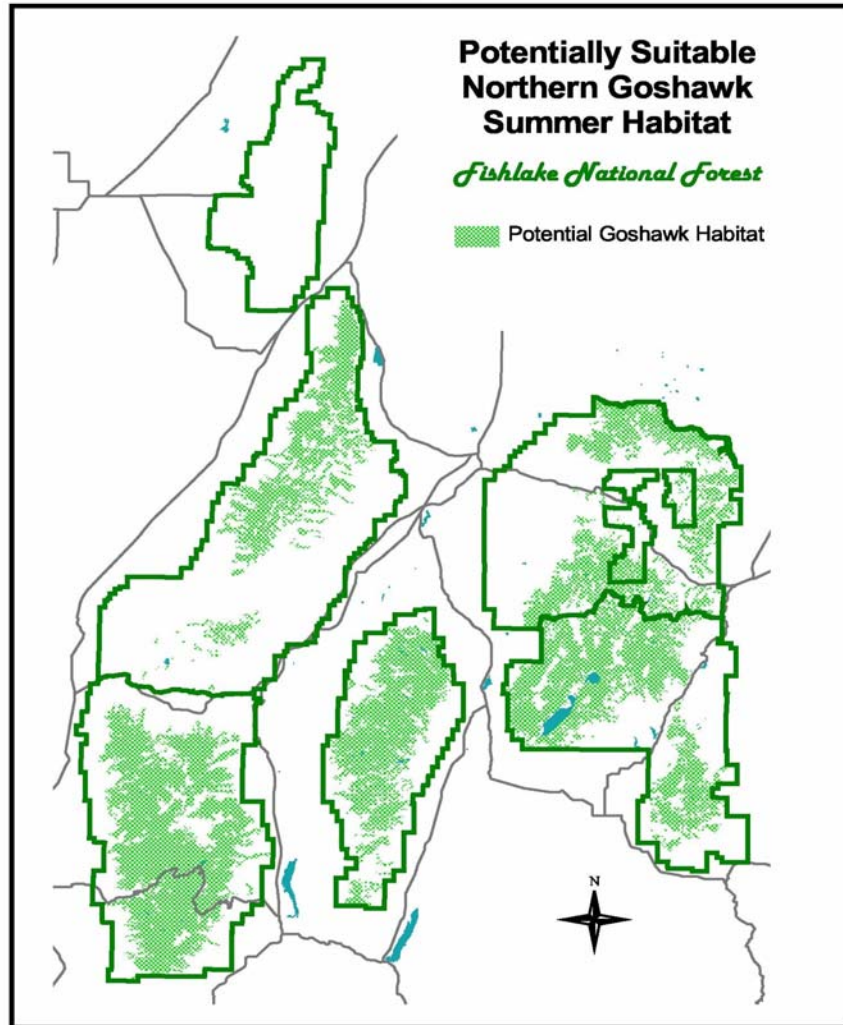 Potentially Suitable
Northern Goshawk
Summer Habitat
Fishlake National Forest
Potential Goshawk Habitat
N